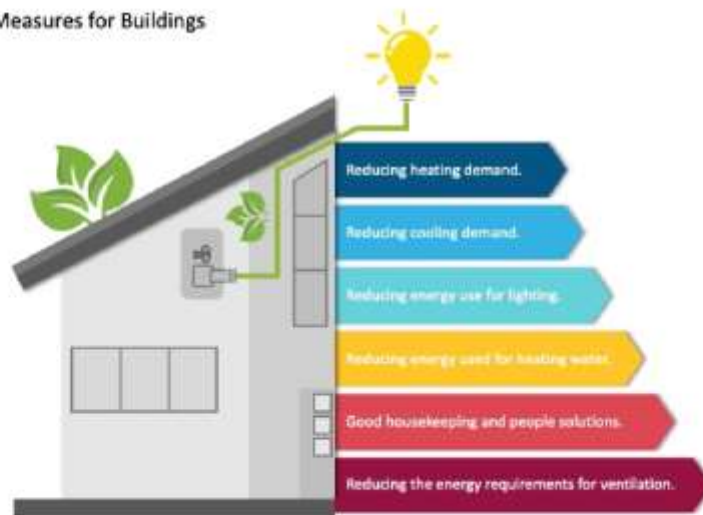 Measures for Buildings
Reducing heating demand.
Reducing cooling demand.
Reducing energy use for lighting.
Reducing energy used for heating water.
Good housekeeping and people solutions.
Reducing the energy requirements for ventilation.